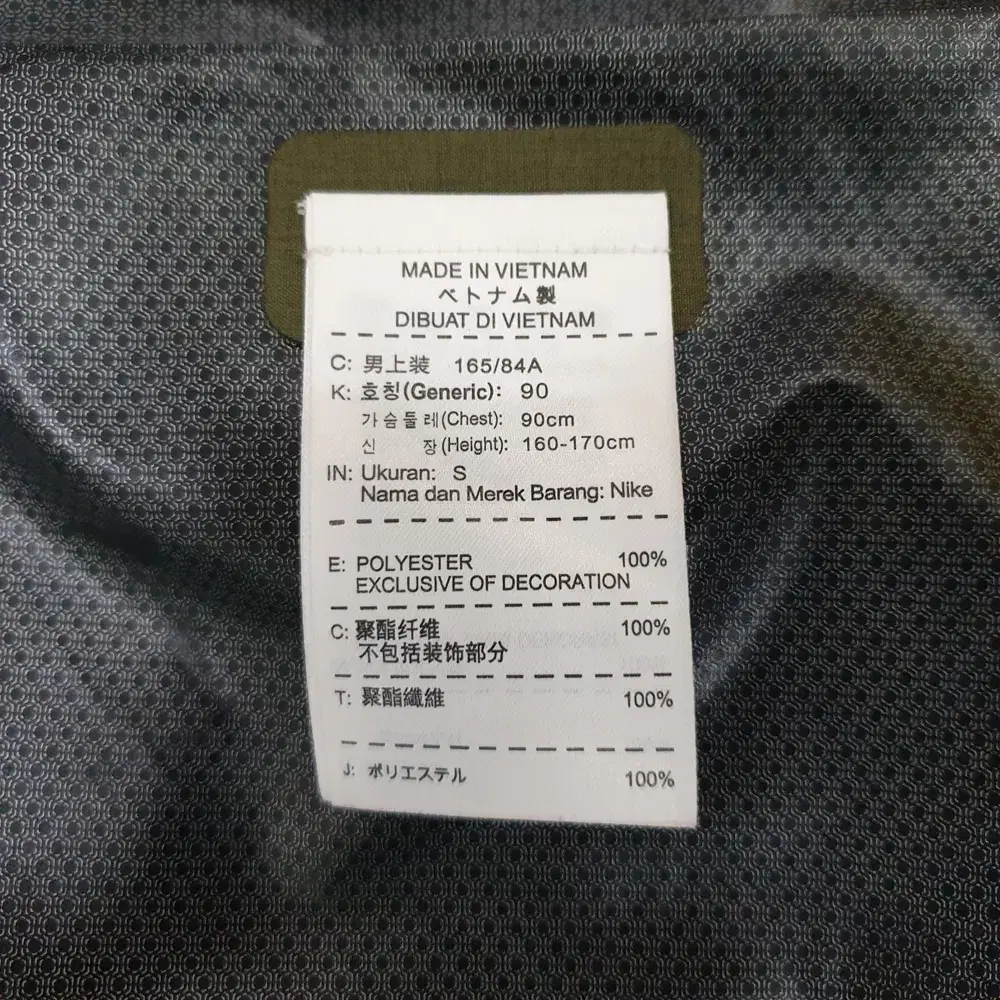 MADE IN VIETNAM
ベトナム製
DIBUAT DI VIETNAM
C: 男上装 165/84A
K: 호칭(Generic): 90
가슴둘레(Chest): 90cm
신 장(Height): 160-170cm
IN: Ukuran: S
Nama dan Merek Barang: Nike
E: POLYESTER 100%
EXCLUSIVE OF DECORATION
C: 聚酯纤维 100%
不包括装饰部分
T: 聚酯纖維 100%
J: ポリエステル 100%